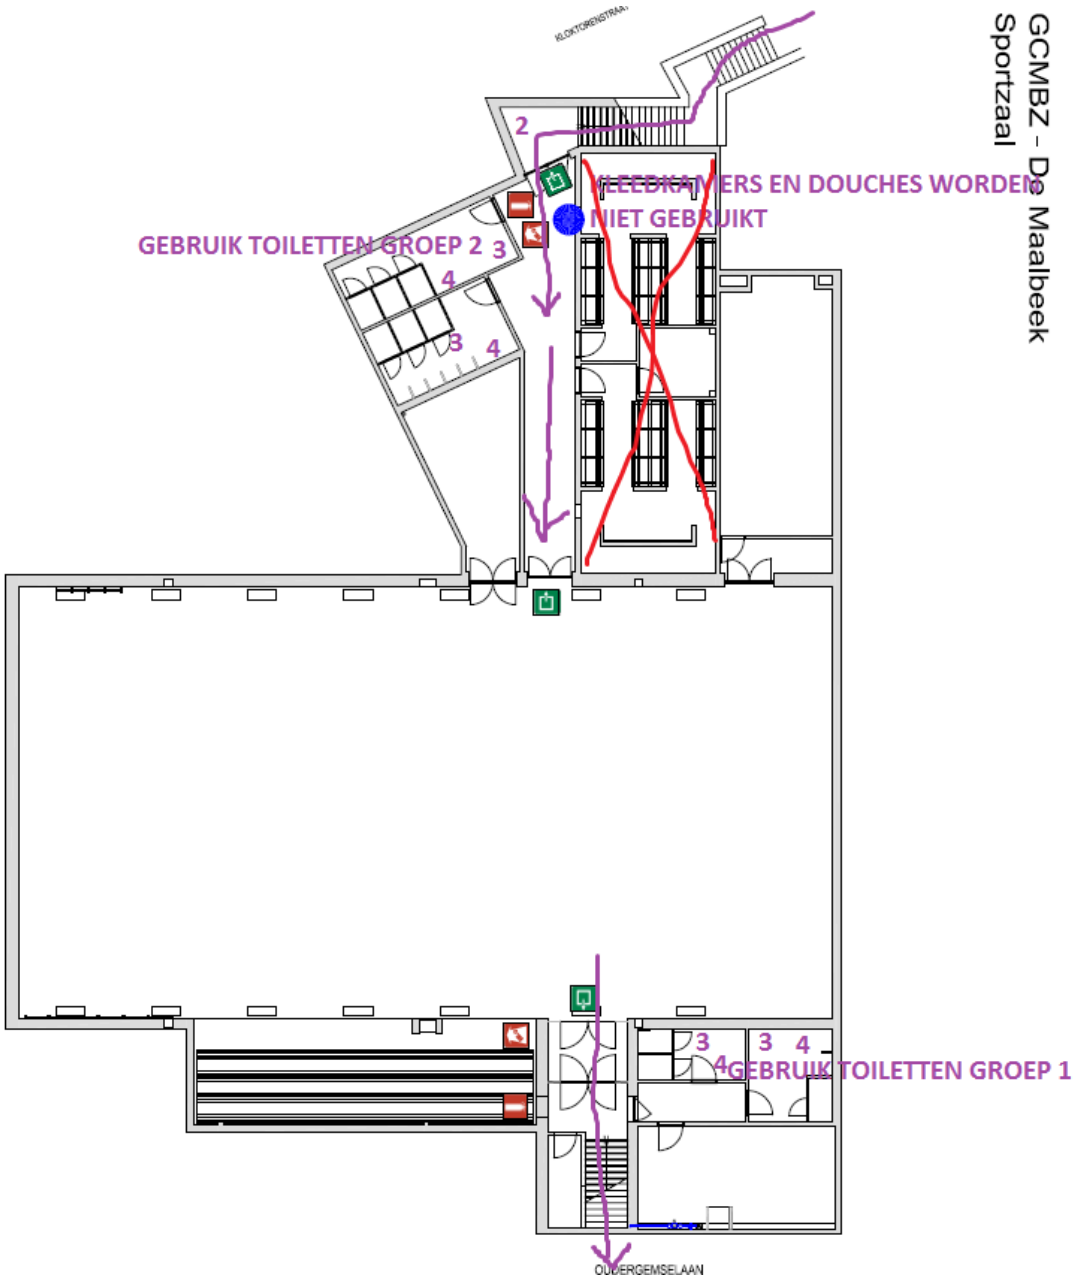 KLOKTORENSTRAAT
GCMBZ - De Maalbeek
Sportzaal
2
KLEEDKAMERS EN DOUCHES WORDEN
NIET GEBRUIKT
GEBRUIK TOILETTEN GROEP 2
3
4
3
4
3
3
4
4
GEBRUIK TOILETTEN GROEP 1
OUDERGEMSELAAN